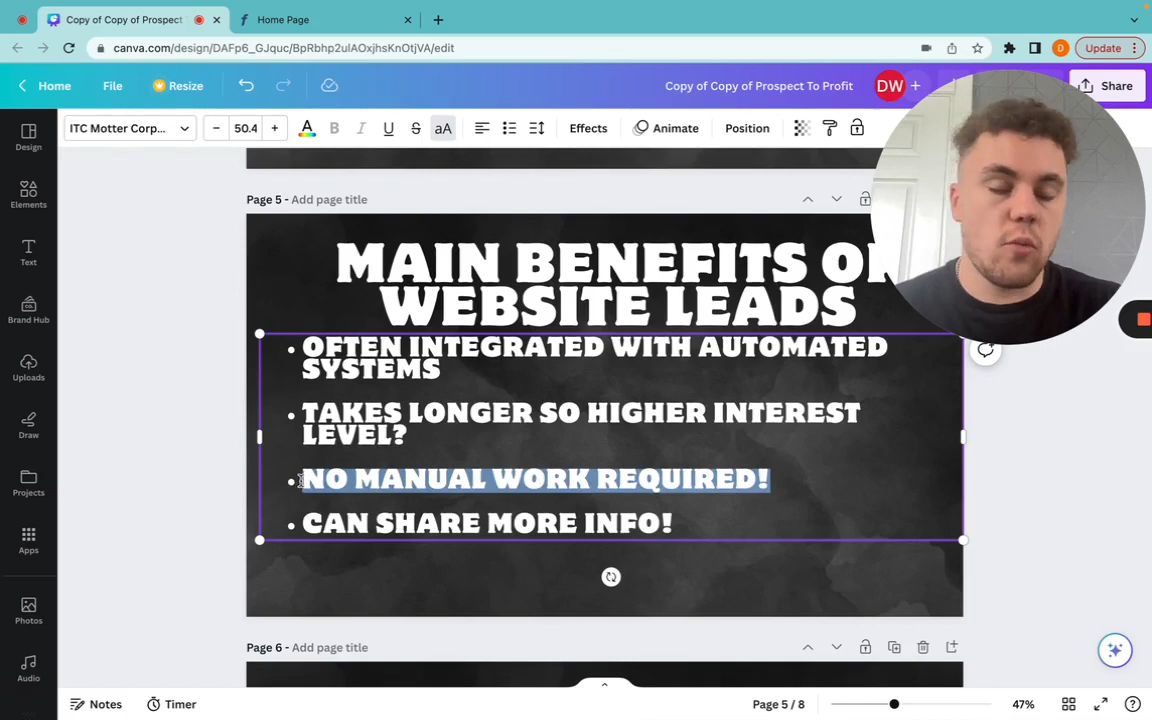 Copy of Copy of Prospect
Home Page
canva.com/design/DAFp6_GJquc/BpRbhp2ulAOxjhsKnOtjVA/edit
D
Update
Home
File
Resize
Copy of Copy of Prospect To Profit
DW
Share
ITC Motter Corp...
50.4
A
B
I
U
S
aA
Effects
Animate
Position
Design
Elements
Text
Brand Hub
Uploads
Draw
Projects
Apps
Photos
Audio
Page 5 - Add page title
MAIN BENEFITS OF
WEBSITE LEADS
• OFTEN INTEGRATED WITH AUTOMATED
SYSTEMS
• TAKES LONGER SO HIGHER INTEREST
LEVEL?
• NO MANUAL WORK REQUIRED!
• CAN SHARE MORE INFO!
Page 6 - Add page title
Notes
Timer
Page 5 / 8
47%